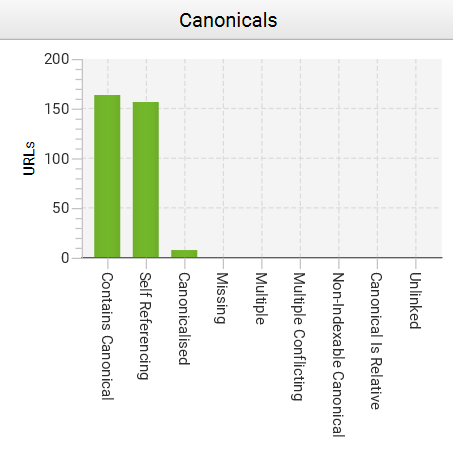 Canonicals
URLs
200
150
100
50
0
Contains Canonical
Self Referencing
Canonicalised
Missing
Multiple
Multiple Conflicting
Non-Indexable Canonical
Canonical Is Relative
Unlinked